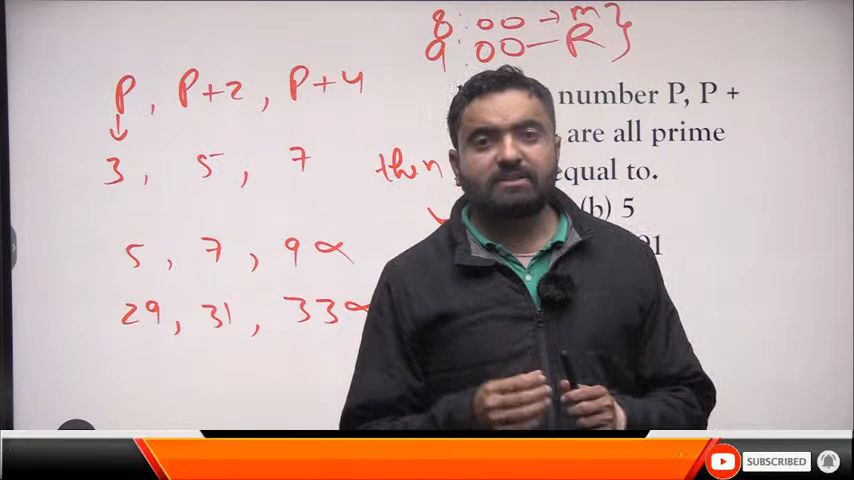 8: 00 → m }
9: 00 — R
P, P+2, P+4
number P, P +
↓
are all prime
3, 5, 7
then
equal to.
(b) 5
5, 7, 9 ×
29, 31, 33 ×
SUBSCRIBED